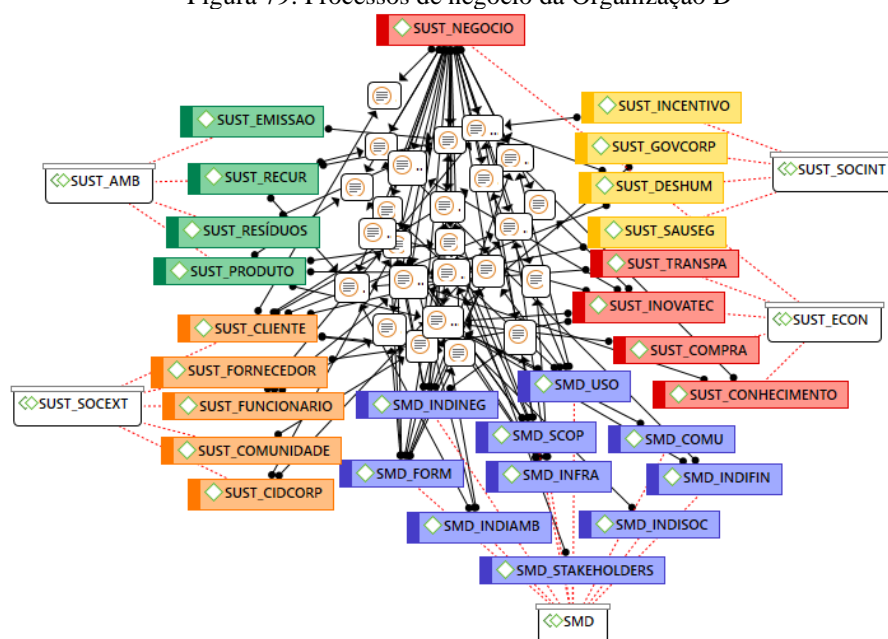 Figura 79: Processos de negócio da Organização D
SUST_NEGOCIO
SUST_EMISSAO
SUST_INCENTIVO
SUST_GOVCORP
SUST_AMB
SUST_RECUR
SUST_DESHUM
SUST_SOCINT
SUST_RESÍDUOS
SUST_SAUSEG
SUST_PRODUTO
SUST_TRANSPA
SUST_INOVATEC
SUST_CLIENTE
SUST_ECON
SUST_COMPRA
SUST_FORNECEDOR
SMD_USO
SUST_CONHECIMENTO
SUST_SOCEXT
SUST_FUNCIONARIO
SMD_INDINEG
SMD_SCOP
SMD_COMU
SUST_COMUNIDADE
SMD_FORM
SMD_INFRA
SMD_INDIFIN
SUST_CIDCORP
SMD_INDIAMB
SMD_INDISOC
SMD_STAKEHOLDERS
SMD